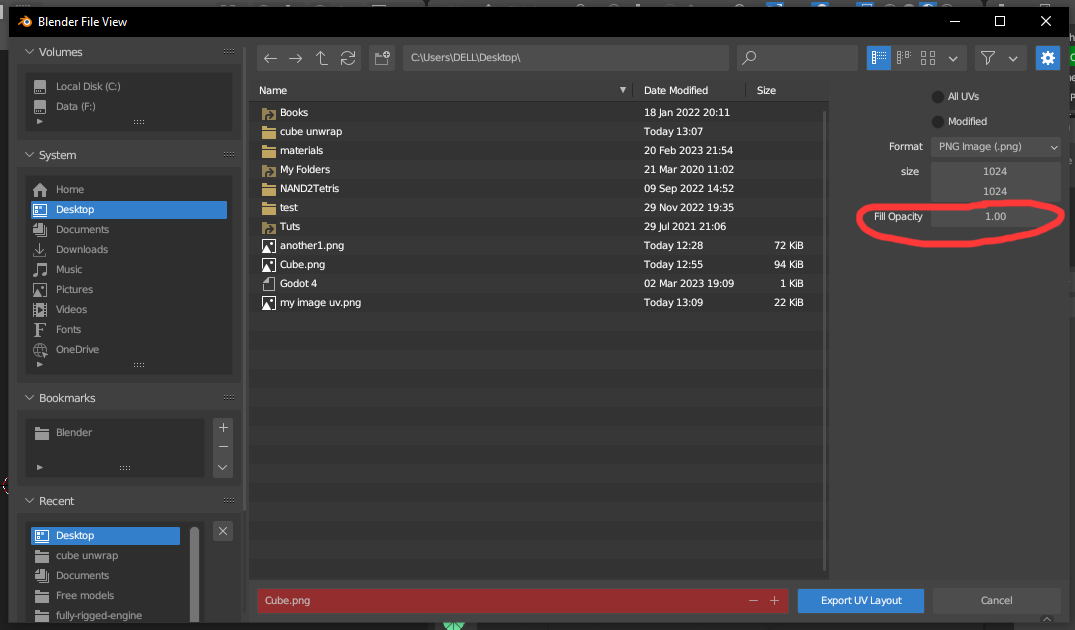 Blender File View
Volumes
Local Disk (C:)
Data (F:)
System
Home
Desktop
Documents
Downloads
Music
Pictures
Videos
Fonts
OneDrive
Bookmarks
Blender
Recent
Desktop
cube unwrap
Documents
Free models
fully-rigged-engine
C:\Users\DELL\Desktop\
Name Date Modified Size
Books 18 Jan 2022 20:11
cube unwrap Today 13:07
materials 20 Feb 2023 21:54
My Folders 21 Mar 2020 11:02
NAND2Tetris 09 Sep 2022 14:52
test 29 Nov 2022 19:35
Tuts 29 Jul 2021 21:06
another1.png Today 12:28 72 KiB
Cube.png Today 12:55 94 KiB
Godot 4 02 Mar 2023 19:09 1 KiB
my image uv.png Today 13:09 22 KiB
All UVs
Modified
Format PNG Image (.png)
size 1024
1024
Fill Opacity 1.00
Cube.png
Export UV Layout
Cancel